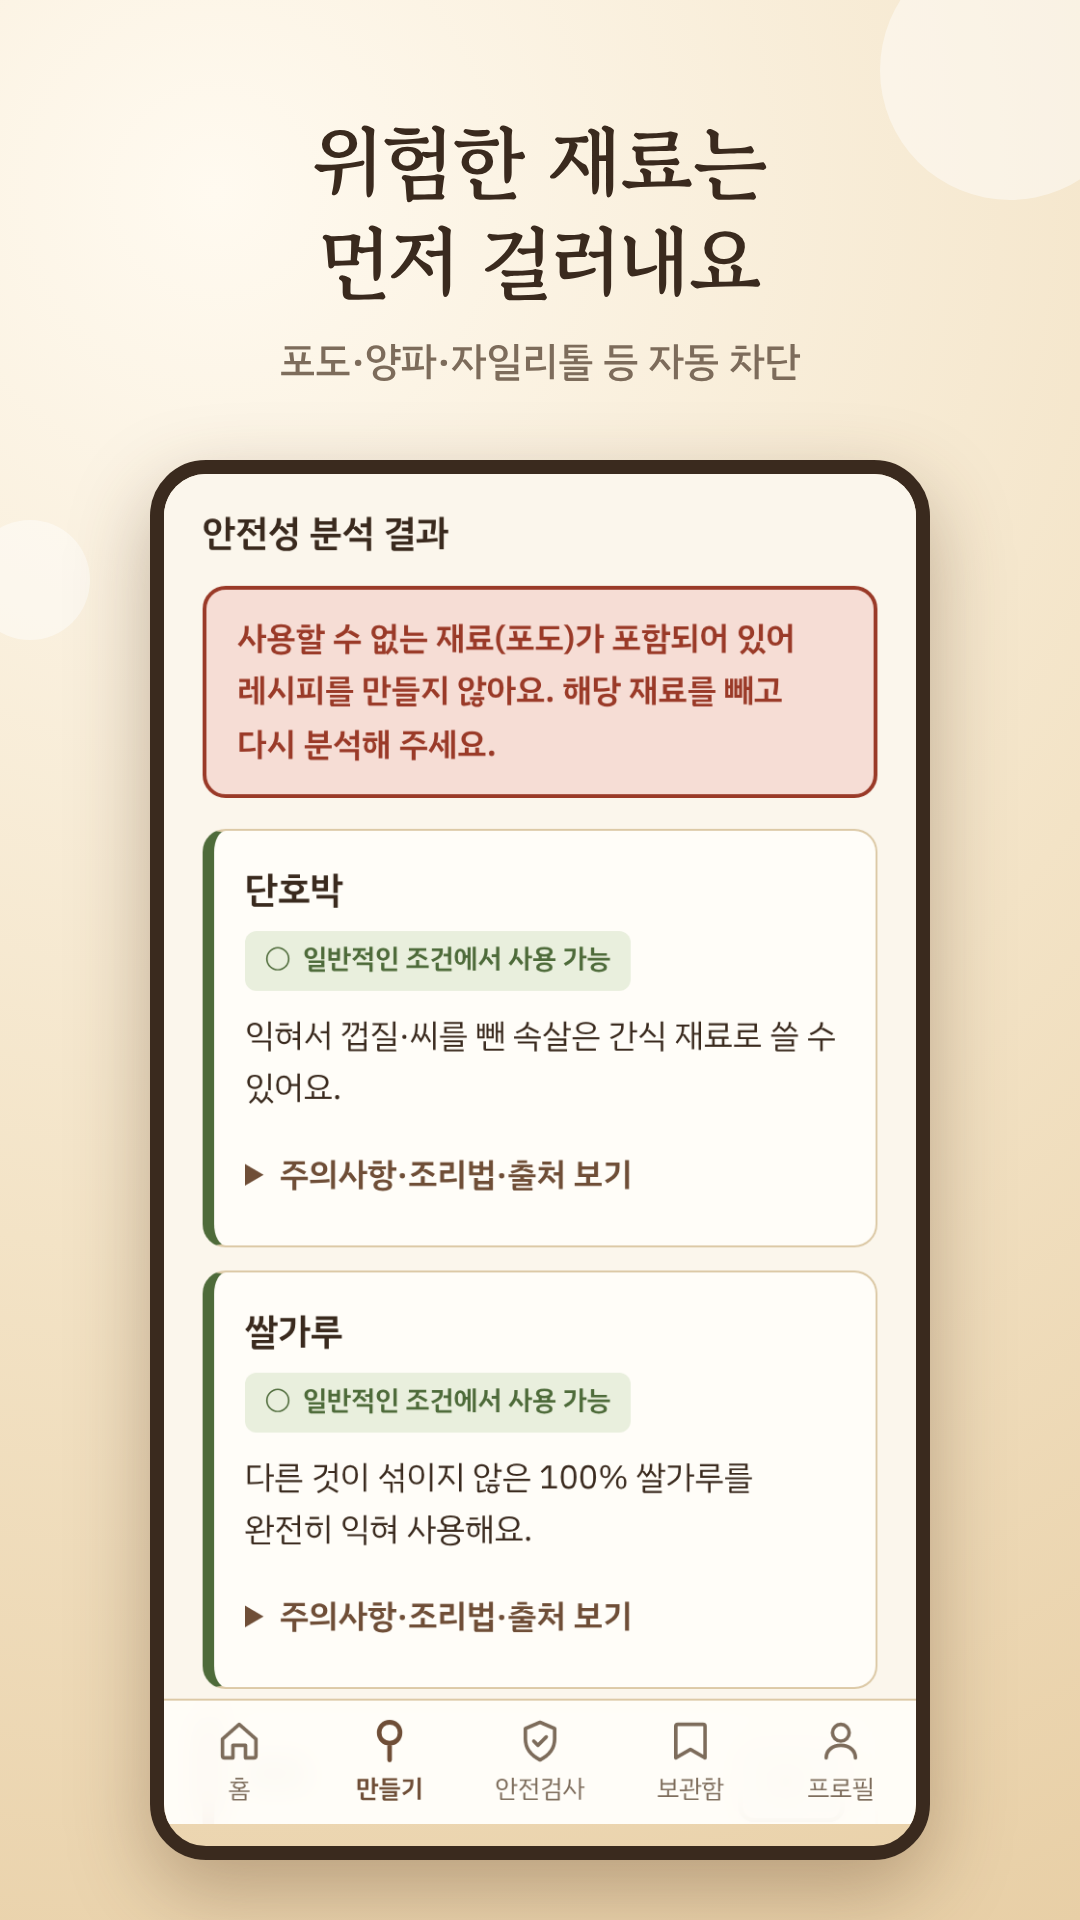 위험한 재료는
먼저 걸러내요
포도·양파·자일리톨 등 자동 차단
안전성 분석 결과
사용할 수 없는 재료(포도)가 포함되어 있어
레시피를 만들지 않아요. 해당 재료를 빼고
다시 분석해 주세요.
단호박
○ 일반적인 조건에서 사용 가능
익혀서 껍질·씨를 뺀 속살은 간식 재료로 쓸 수
있어요.
▶ 주의사항·조리법·출처 보기
쌀가루
○ 일반적인 조건에서 사용 가능
다른 것이 섞이지 않은 100% 쌀가루를
완전히 익혀 사용해요.
▶ 주의사항·조리법·출처 보기
홈 만들기 안전검사 보관함 프로필